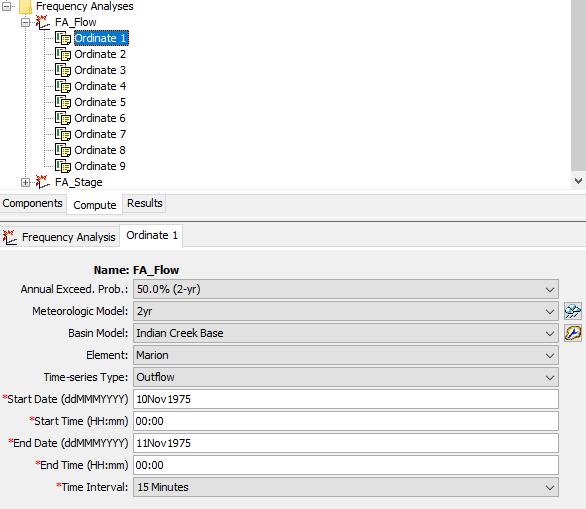 Frequency Analyses
FA_Flow
Ordinate 1
Ordinate 2
Ordinate 3
Ordinate 4
Ordinate 5
Ordinate 6
Ordinate 7
Ordinate 8
Ordinate 9
FA_Stage
Components Compute Results
Frequency Analysis Ordinate 1
Name: FA_Flow
Annual Exceed. Prob.: 50.0% (2-yr)
Meteorologic Model: 2yr
Basin Model: Indian Creek Base
Element: Marion
Time-series Type: Outflow
*Start Date (ddMMMYYYY) 10Nov1975
*Start Time (HH:mm) 00:00
*End Date (ddMMMYYYY) 11Nov1975
*End Time (HH:mm) 00:00
*Time Interval: 15 Minutes